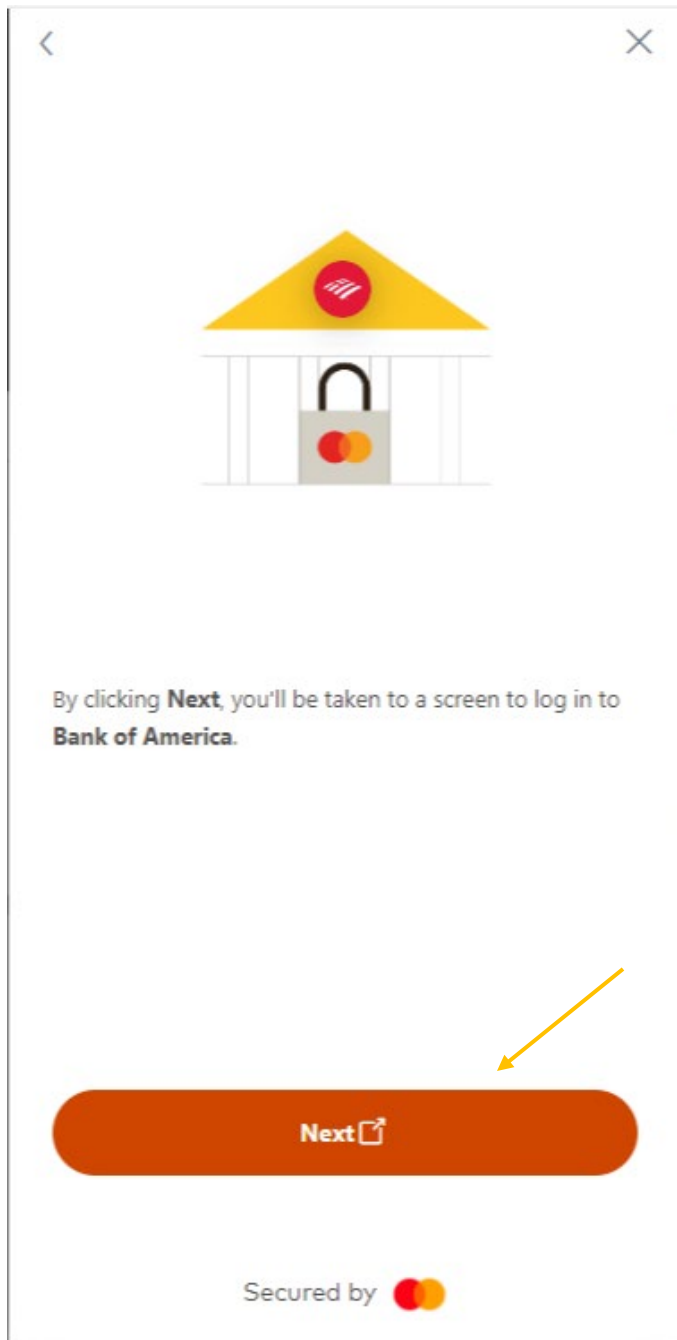 By clicking Next, you'll be taken to a screen to log in to
Bank of America.
Next
Secured by